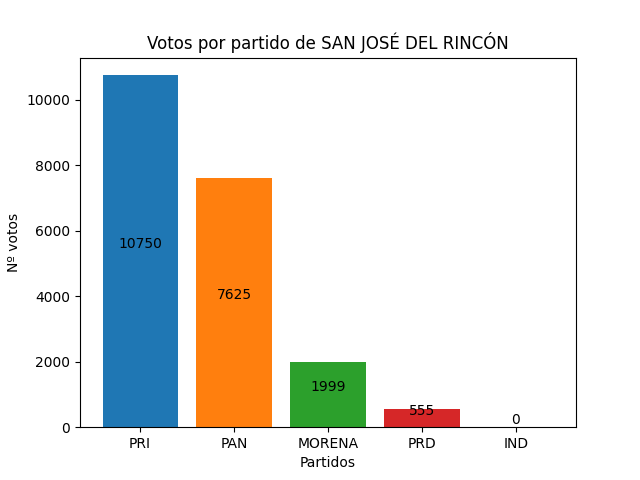 Votos por partido de SAN JOSÉ DEL RINCÓN
Nº votos
10000
8000
6000
4000
2000
0
10750
7625
1999
555
0
PRI PAN MORENA PRD IND
Partidos